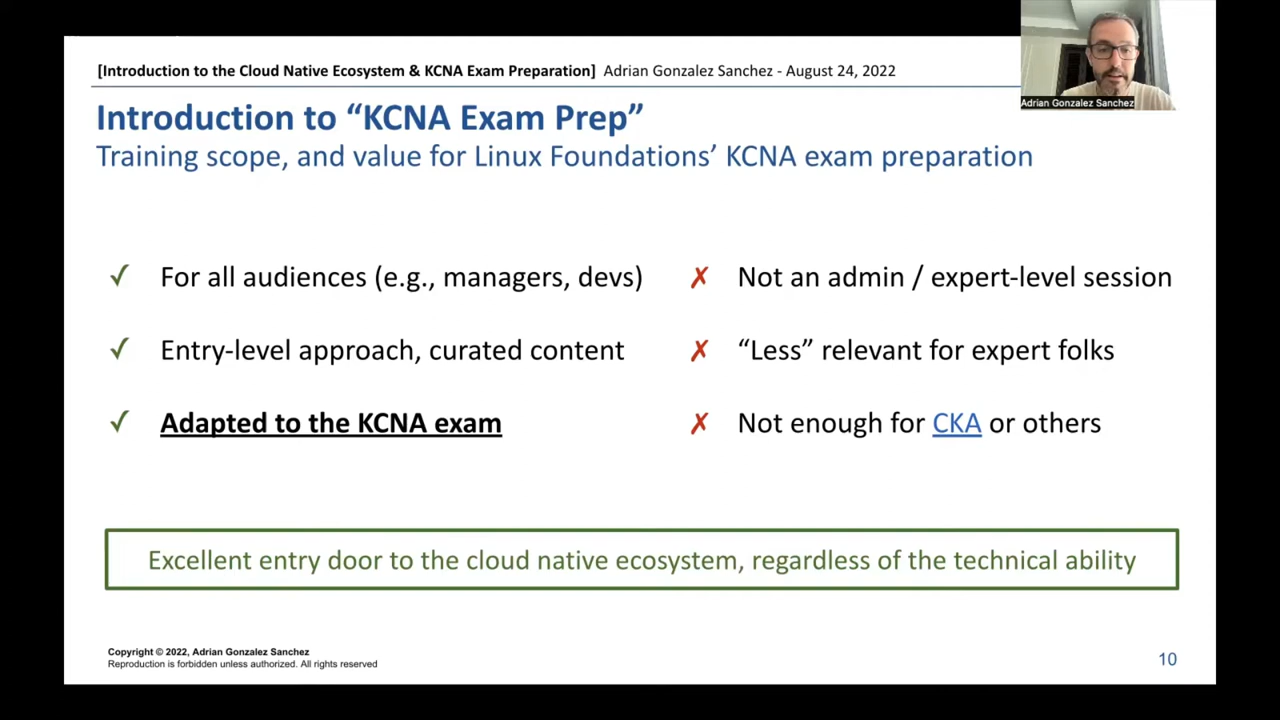 [Introduction to the Cloud Native Ecosystem & KCNA Exam Preparation] Adrian Gonzalez Sanchez - August 24, 2022
Adrian Gonzalez Sanchez
Introduction to “KCNA Exam Prep”
Training scope, and value for Linux Foundations’ KCNA exam preparation
✓ For all audiences (e.g., managers, devs)
✗ Not an admin / expert-level session
✓ Entry-level approach, curated content
✗ “Less” relevant for expert folks
✓ Adapted to the KCNA exam
✗ Not enough for CKA or others
Excellent entry door to the cloud native ecosystem, regardless of the technical ability
Copyright © 2022, Adrian Gonzalez Sanchez
Reproduction is forbidden unless authorized. All rights reserved
10